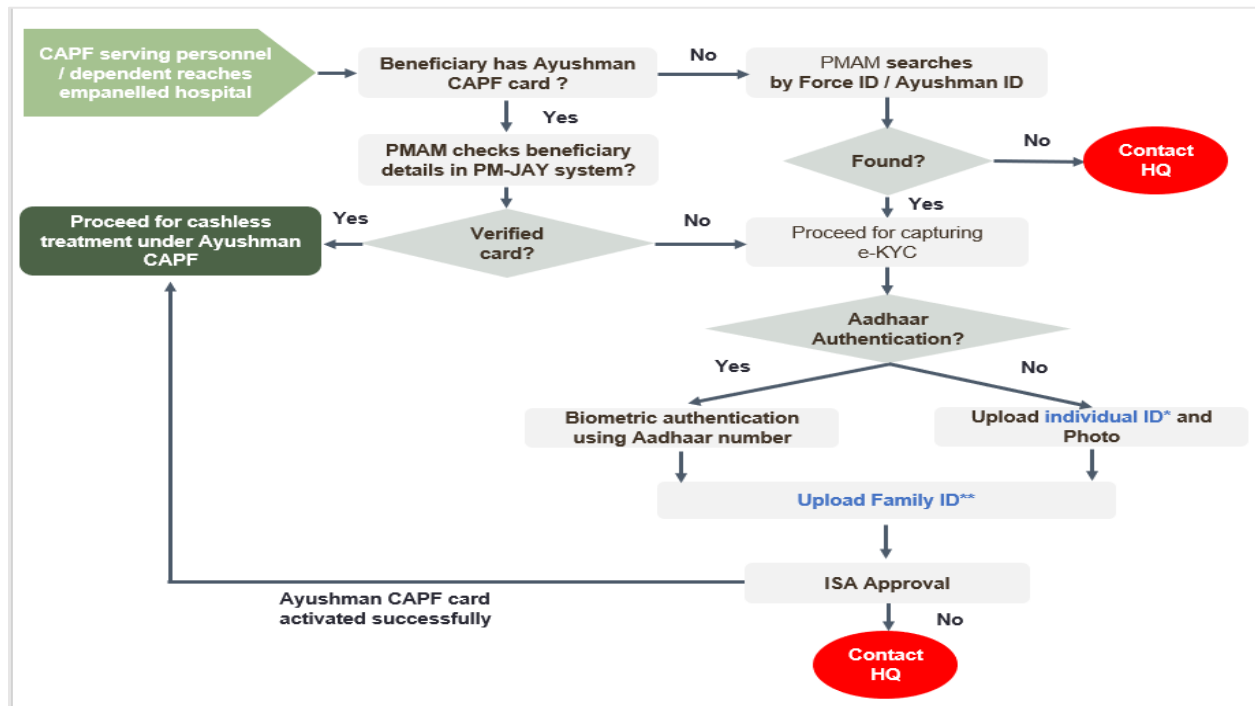 CAPF serving personnel
/ dependent reaches
empanelled hospital
Beneficiary has Ayushman
CAPF card ?
No
PMAM searches
by Force ID / Ayushman ID
Yes
PMAM checks beneficiary
details in PM-JAY system?
Found?
No
Contact
HQ
Yes
Proceed for cashless
treatment under Ayushman
CAPF
Yes
Verified
card?
No
Proceed for capturing
e-KYC
Aadhaar
Authentication?
Yes
No
Biometric authentication
using Aadhaar number
Upload individual ID* and
Photo
Upload Family ID**
ISA Approval
Ayushman CAPF card
activated successfully
No
Contact
HQ